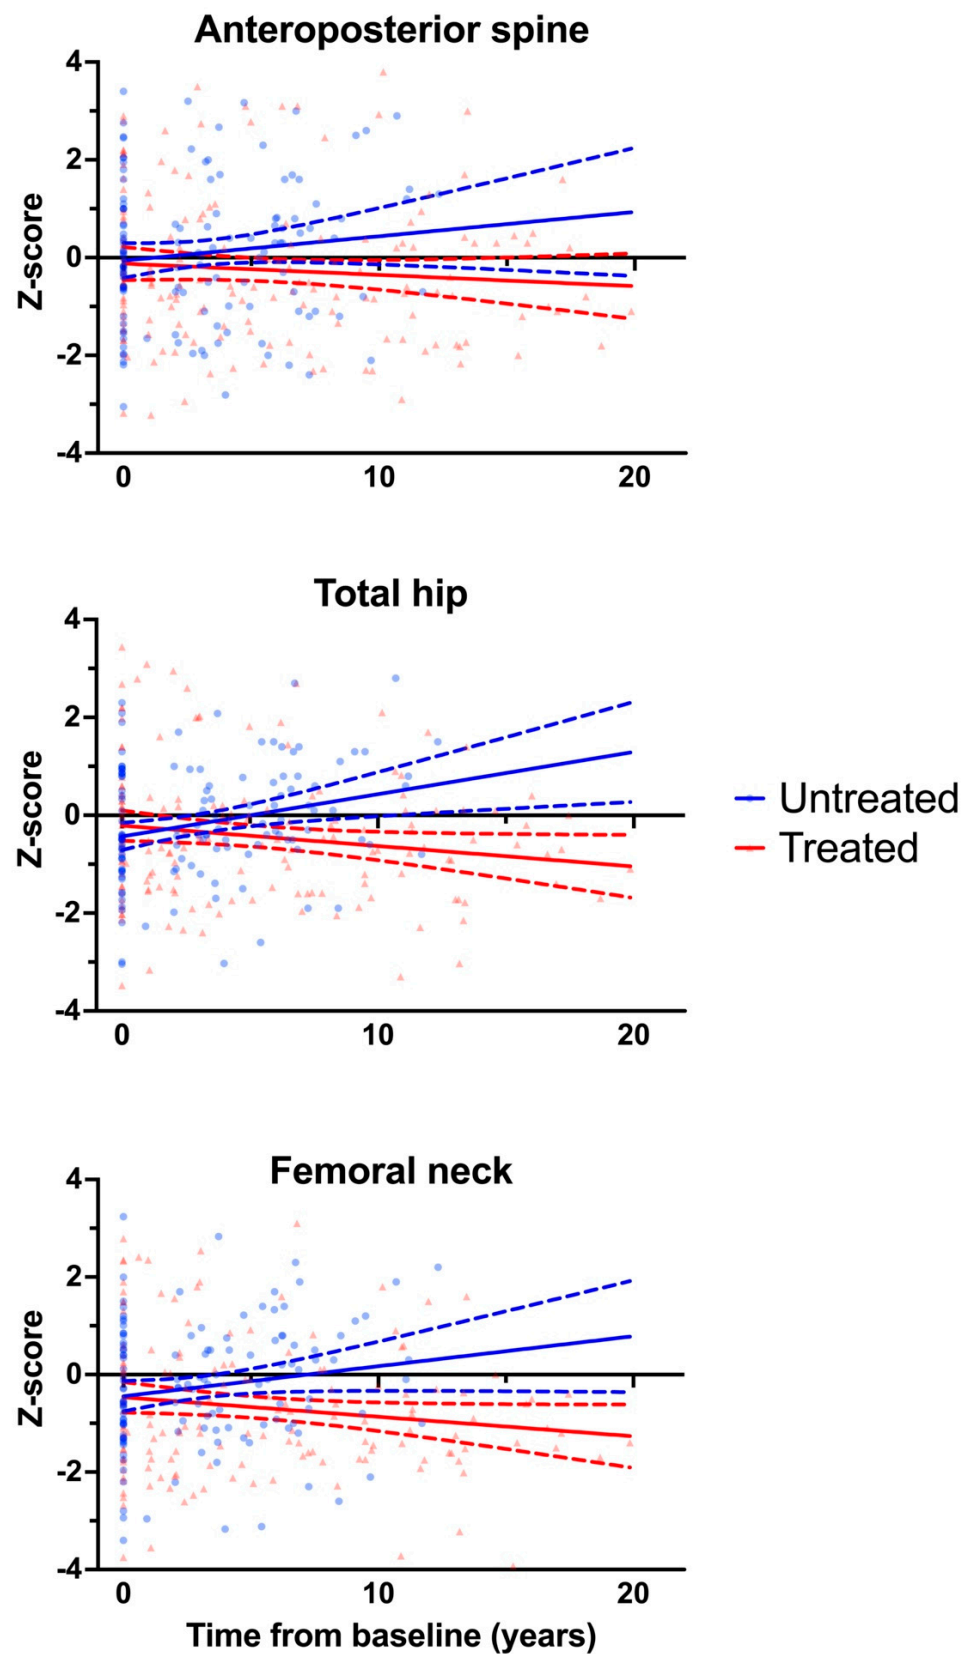 Anteroposterior spine
4
2
0
-2
-4
Z-score
0 10 20
Total hip
4
2
0
-2
-4
Z-score
0 10 20
Untreated
Treated
Femoral neck
4
2
0
-2
-4
Z-score
0 10 20
Time from baseline (years)